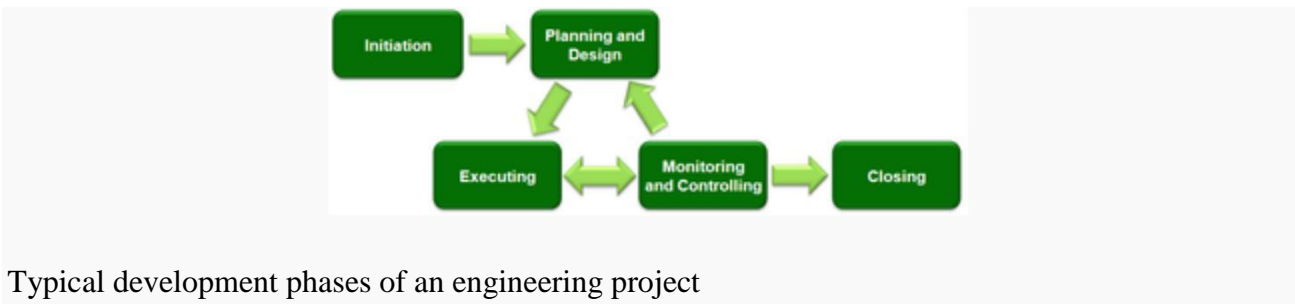 Initiation
Planning and
Design
Executing
Monitoring
and Controlling
Closing
Typical development phases of an engineering project